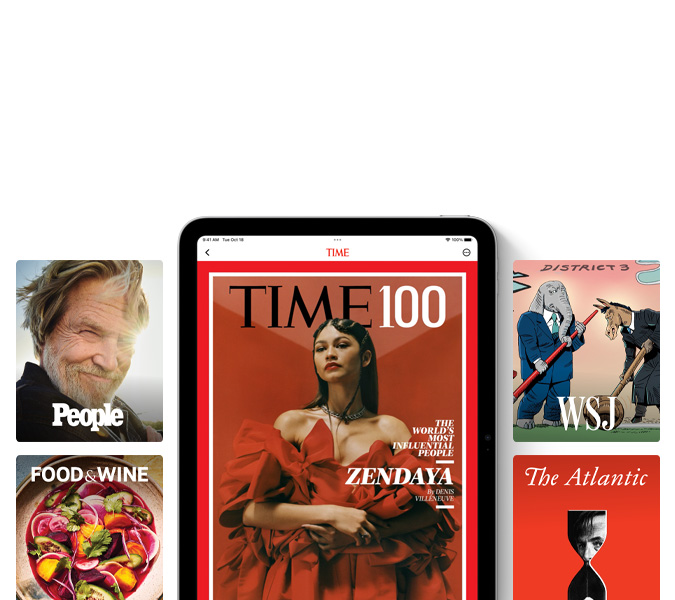 9:41 AM Tue Oct 18
100%
TIME
TIME 100
THE
WORLD'S
MOST
INFLUENTIAL
PEOPLE
ZENDAYA
By DENIS
VILLENEUVE
People
FOOD & WINE
DISTRICT 3
WSJ
The Atlantic